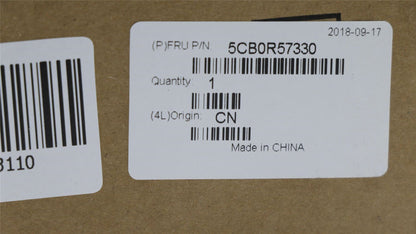 2018-09-17
(P)FRU P/N: 5CB0R57330
Quantity: 1
(4L)Origin: CN
Made in CHINA
3110